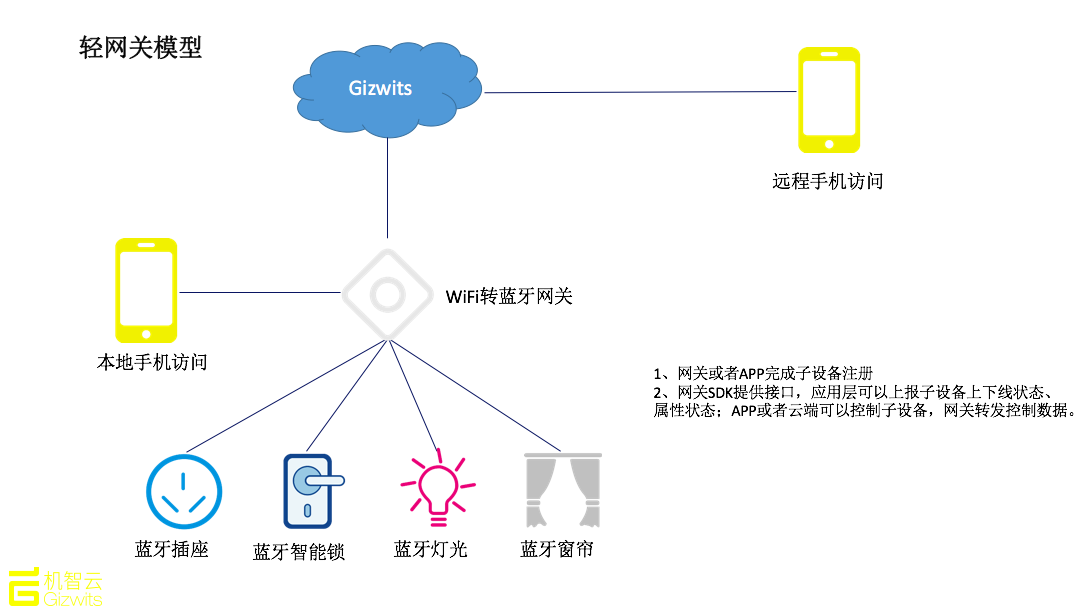 轻网关模型
Gizwits
远程手机访问
WiFi转蓝牙网关
本地手机访问
1、网关或者APP完成子设备注册
2、网关SDK提供接口，应用层可以上报子设备上下线状态、
属性状态；APP或者云端可以控制子设备，网关转发控制数据。
蓝牙插座
蓝牙智能锁
蓝牙灯光
蓝牙窗帘
机智云
Gizwits